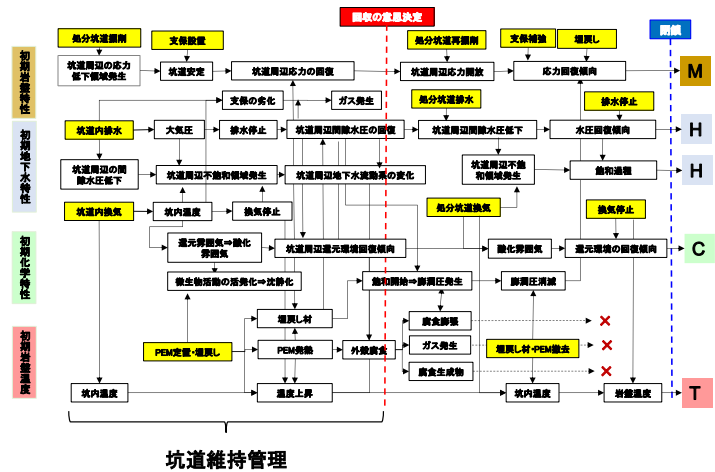 回収の意思決定
閉鎖
処分坑道掘削
支保設置
処分坑道再掘削
支保補強
埋戻し
初期岩盤特性
坑道周辺の応力
低下領域発生
坑道安定
坑道周辺応力の回復
坑道周辺応力開放
応力回復傾向
M
支保の劣化
ガス発生
処分坑道排水
排水停止
初期地下水特性
坑道内排水
大気圧
排水停止
坑道周辺間隙水圧の回復
坑道周辺間隙水圧低下
水圧回復傾向
H
坑道周辺の間
隙水圧低下
坑道周辺不飽和領域発生
坑道周辺地下水流動系の変化
坑道周辺不飽
和領域発生
飽和過程
H
坑道内換気
坑内温度
換気停止
処分坑道換気
換気停止
初期化学特性
還元雰囲気⇒酸化
雰囲気
坑道周辺還元環境回復傾向
酸化雰囲気
還元環境の回復傾向
C
微生物活動の活発化⇒沈静化
飽和開始⇒膨潤圧発生
膨潤圧消滅
初期岩盤温度
埋戻し材
腐食膨張
PEM定置・埋戻し
PEM発熱
外殻腐食
ガス発生
埋戻し材・PEM撤去
腐食生成物
坑内温度
温度上昇
坑内温度
岩盤温度
T
坑道維持管理